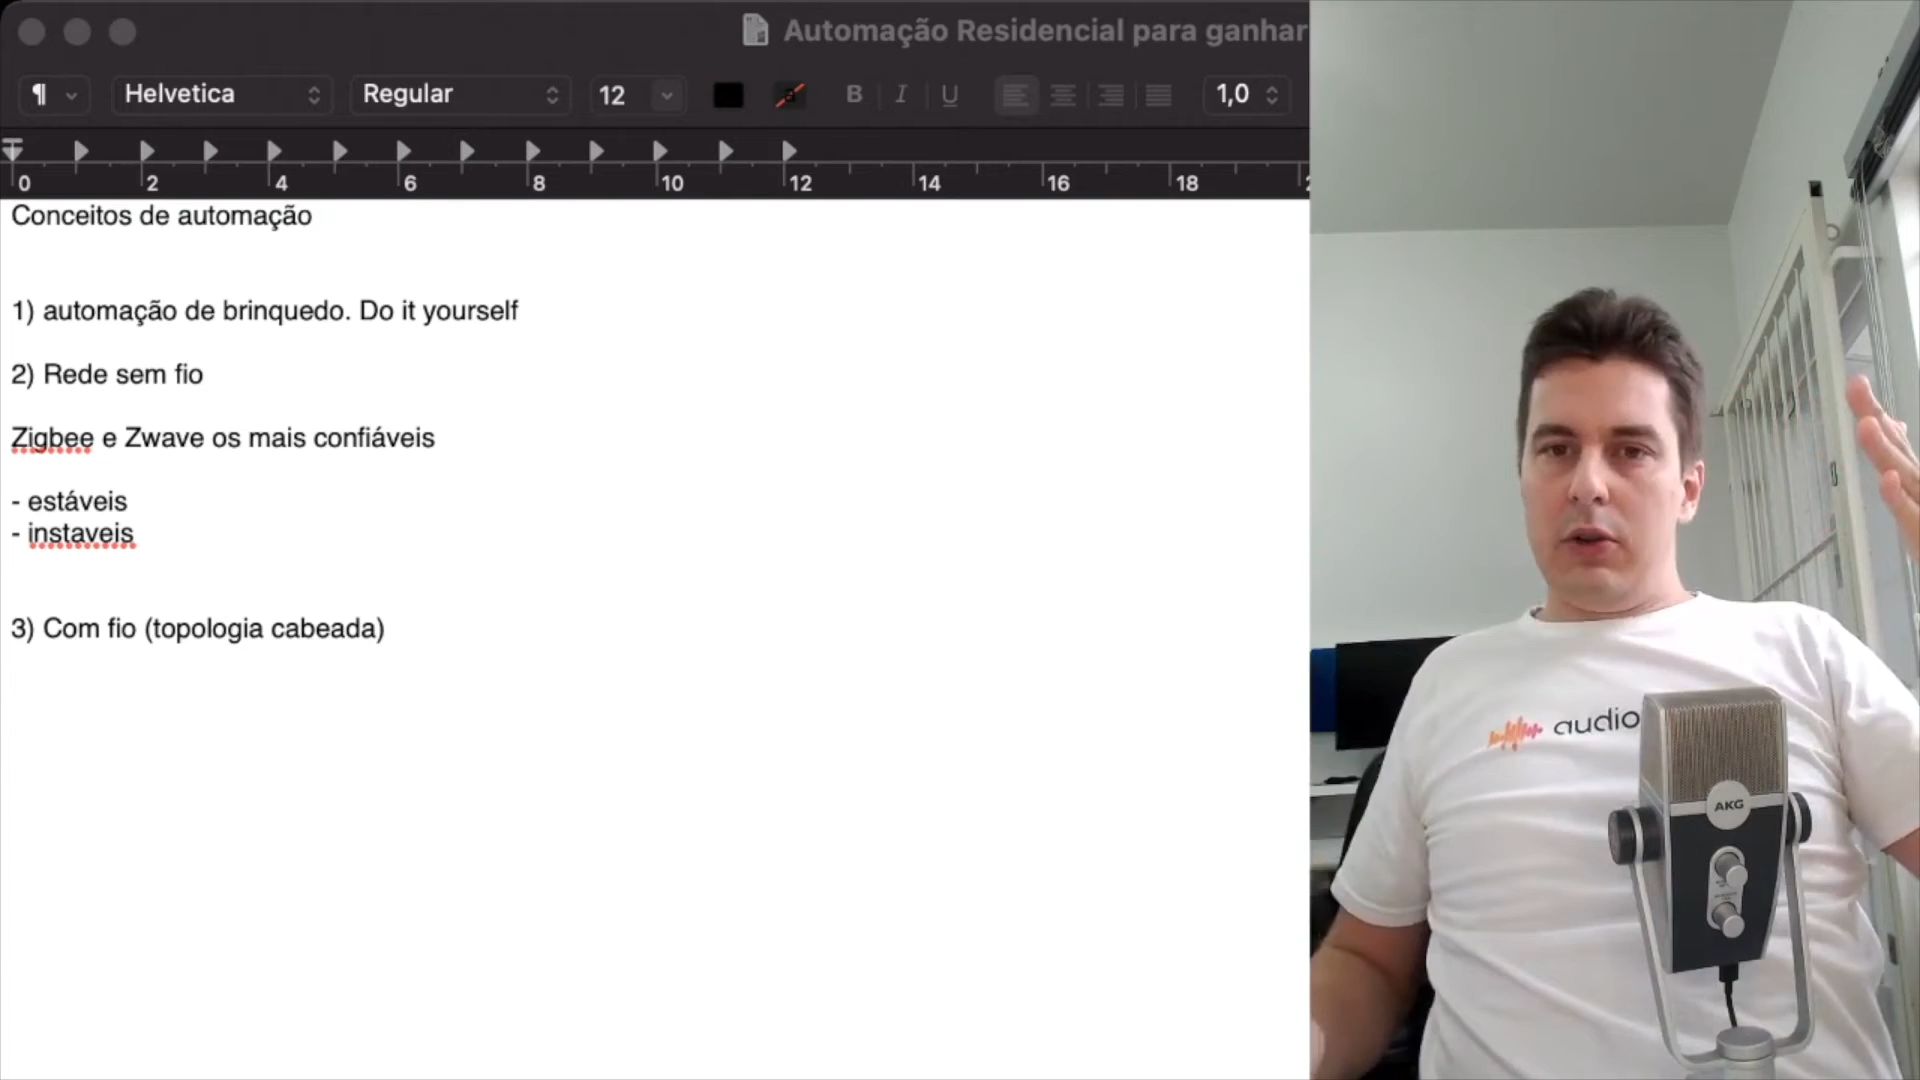 Automação Residencial para ganhar
Helvetica
Regular
12
B
I
U
1,0
0
2
4
6
8
10
12
14
16
18
Conceitos de automação
1) automação de brinquedo. Do it yourself
2) Rede sem fio
Zigbee e Zwave os mais confiáveis
- estáveis
- instaveis
3) Com fio (topologia cabeada)
audio
AKG